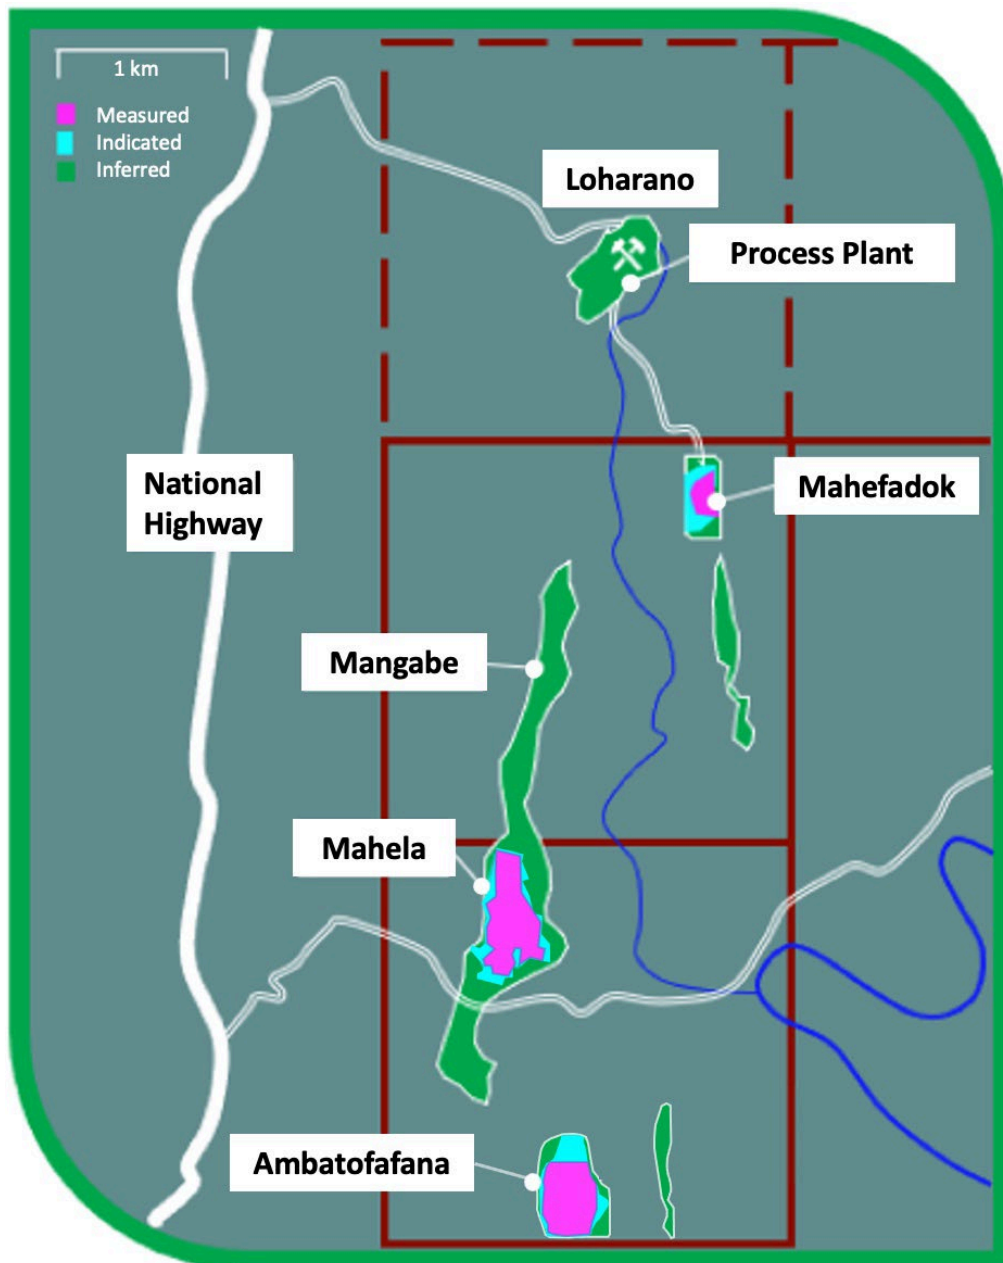 1 km
Measured
Indicated
Inferred
Loharano
Process Plant
National
Highway
Mahefadok
Mangabe
Mahela
Ambatofafana